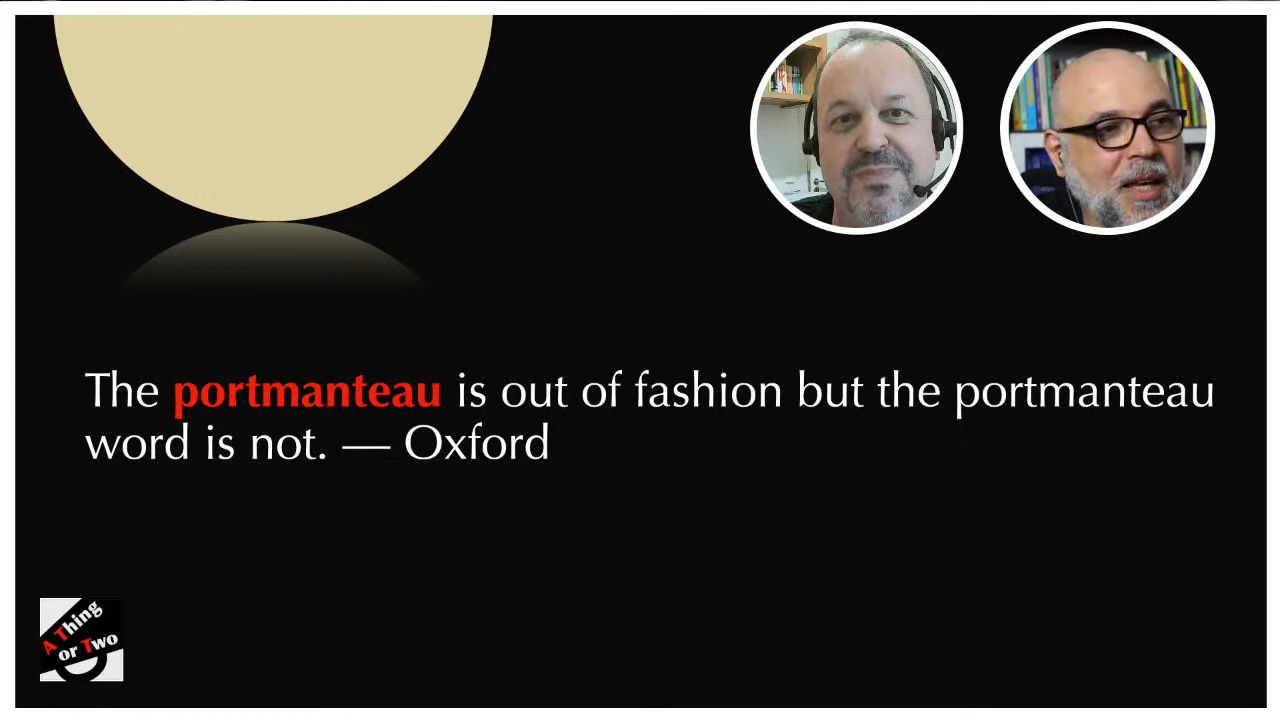 The portmanteau is out of fashion but the portmanteau
word is not. — Oxford
A Thing
or Two